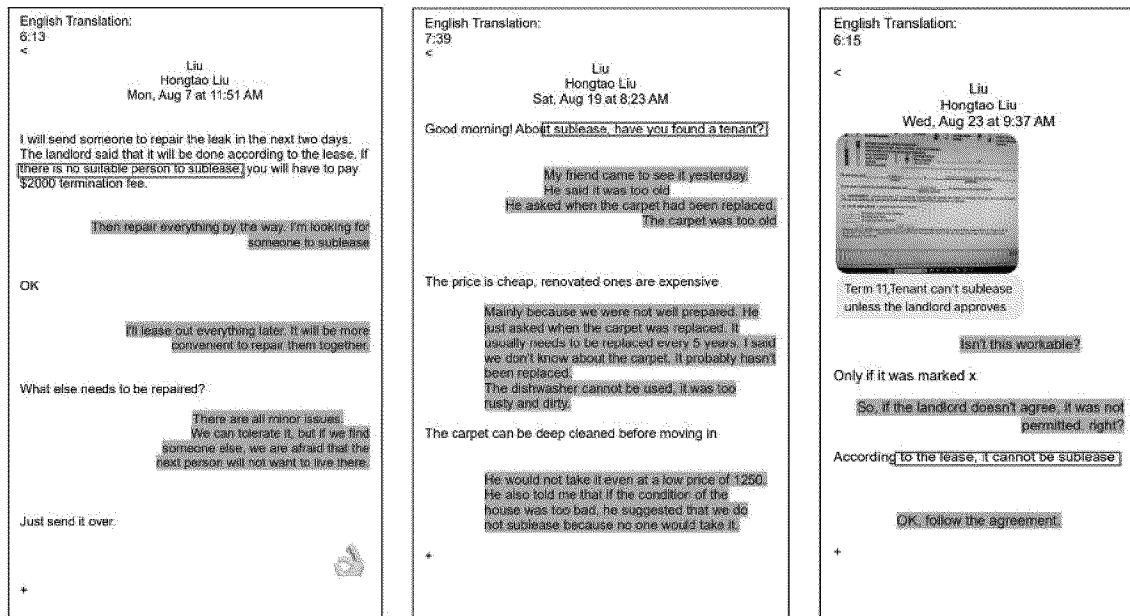 English Translation:
6:13
<
Liu
Hongtao Liu
Mon, Aug 7 at 11:51 AM
I will send someone to repair the leak in the next two days.
The landlord said that it will be done according to the lease. If
there is no suitable person to sublease, you will have to pay
$2000 termination fee.
Then repair everything by the way. I'm looking for
someone to sublease
OK
I'll lease out everything later. It will be more
convenient to repair them together.
What else needs to be repaired?
There are all minor issues.
We can tolerate it, but if we find
someone else, we are afraid that the
next person will not want to live there.
Just send it over.
+
English Translation:
7:39
<
Liu
Hongtao Liu
Sat, Aug 19 at 8:23 AM
Good morning! About sublease, have you found a tenant?
My friend came to see it yesterday.
He said it was too old
He asked when the carpet had been replaced.
The carpet was too old
The price is cheap, renovated ones are expensive
Mainly because we were not well prepared. He
just asked when the carpet was replaced. It
usually needs to be replaced every 5 years. I said
we don't know about the carpet. It probably hasn't
been replaced.
The dishwasher cannot be used, it was too
rusty and dirty.
The carpet can be deep cleaned before moving in
He would not take it even at a low price of 1250.
He also told me that if the condition of the
house was too bad, he suggested that we do
not sublease because no one would take it.
+
English Translation:
6:15
<
Liu
Hongtao Liu
Wed, Aug 23 at 9:37 AM
Term 11,Tenant can't sublease
unless the landlord approves
Isn't this workable?
Only if it was marked x
So, if the landlord doesn't agree, it was not
permitted, right?
According to the lease, it cannot be sublease
OK, follow the agreement.
+